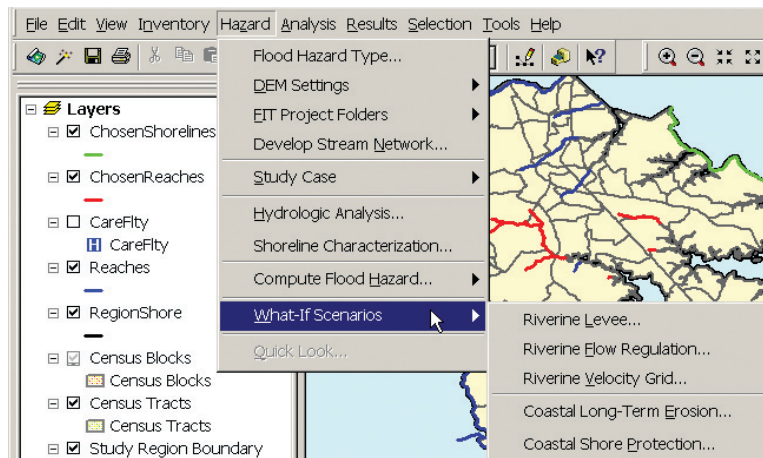 File Edit View Inventory Hazard Analysis Results Selection Tools Help
Flood Hazard Type...
DEM Settings
FIT Project Folders
Develop Stream Network...
Study Case
Hydrologic Analysis...
Shoreline Characterization...
Compute Flood Hazard...
What-If Scenarios
Quick Look...
Riverine Levee...
Riverine Flow Regulation...
Riverine Velocity Grid...
Coastal Long-Term Erosion...
Coastal Shore Protection...
Layers
ChosenShorelines
ChosenReaches
CareFlty
H CareFlty
Reaches
RegionShore
Census Blocks
Census Blocks
Census Tracts
Census Tracts
Study Region Boundary